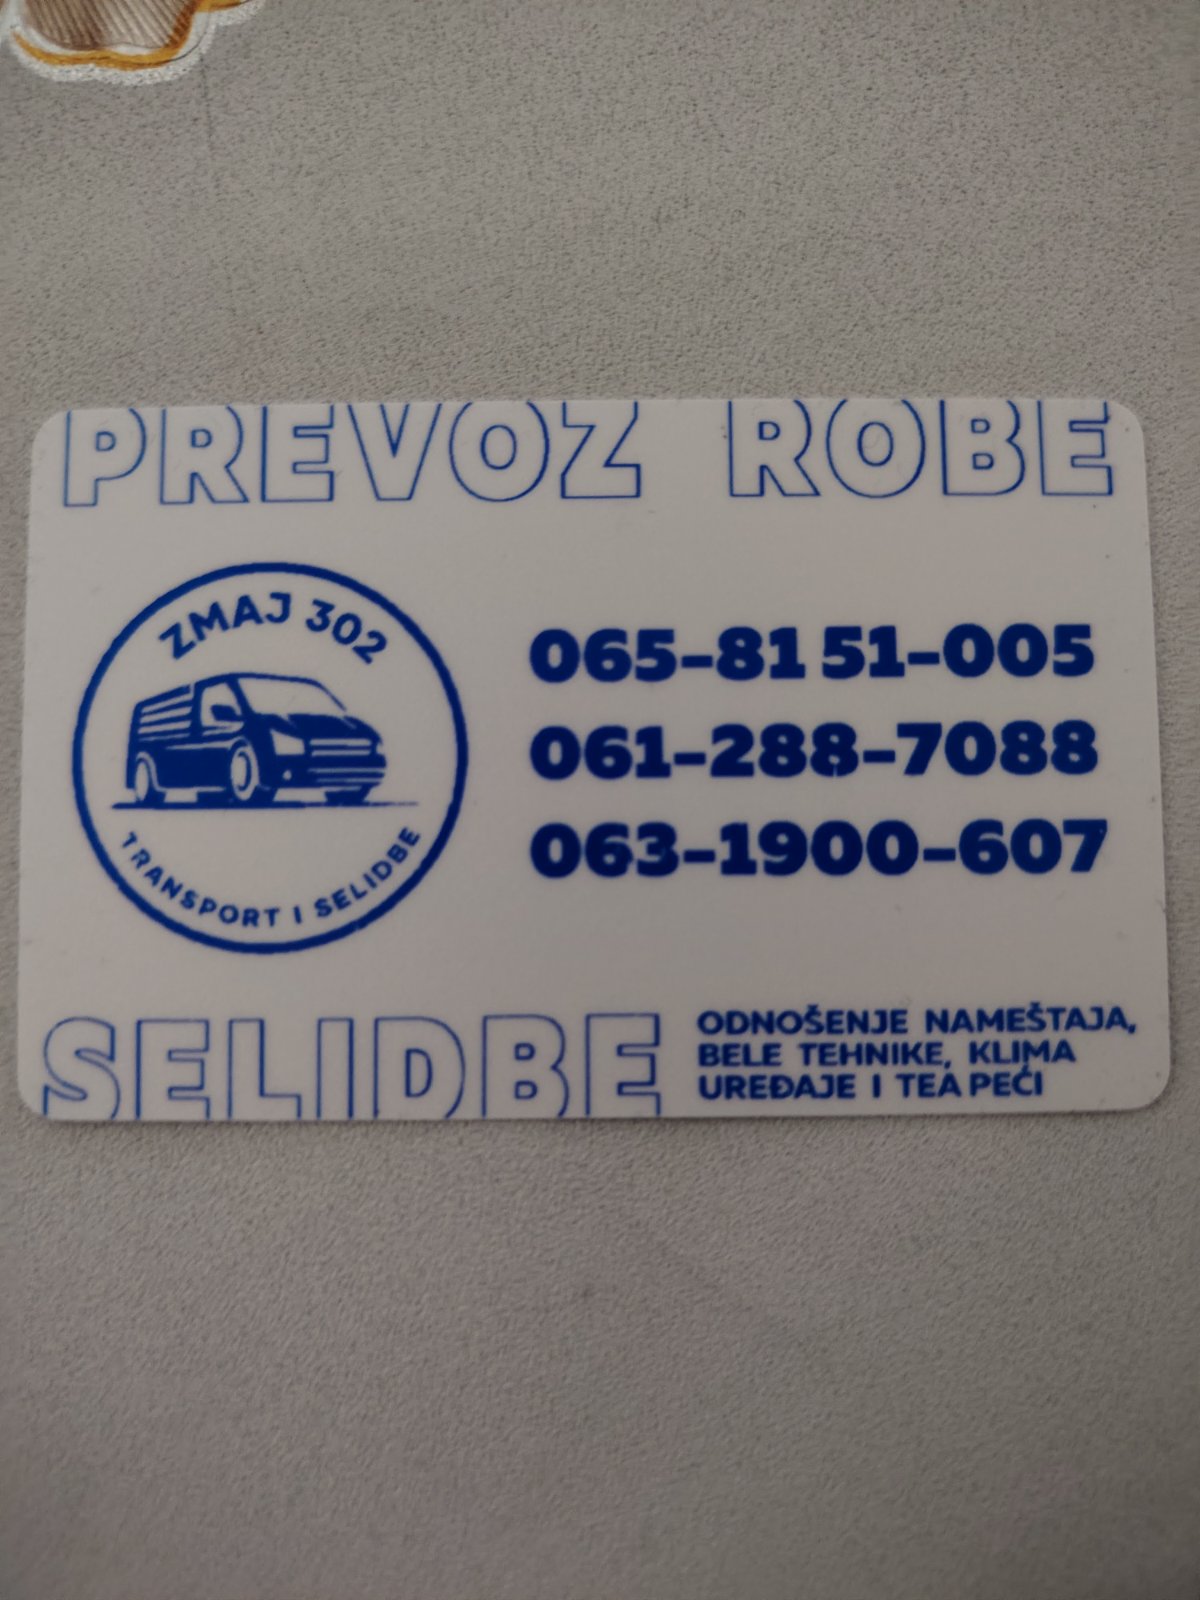 PREVOZ ROBE
ZMAJ 302
TRANSPORT I SELIDBE
065-81 51-005
061-288-7088
063-1900-607
SELIDBE
ODNOŠENJE NAMEŠTAJA,
BELE TEHNIKE, KLIMA
UREĐAJE I TEA PEĆI